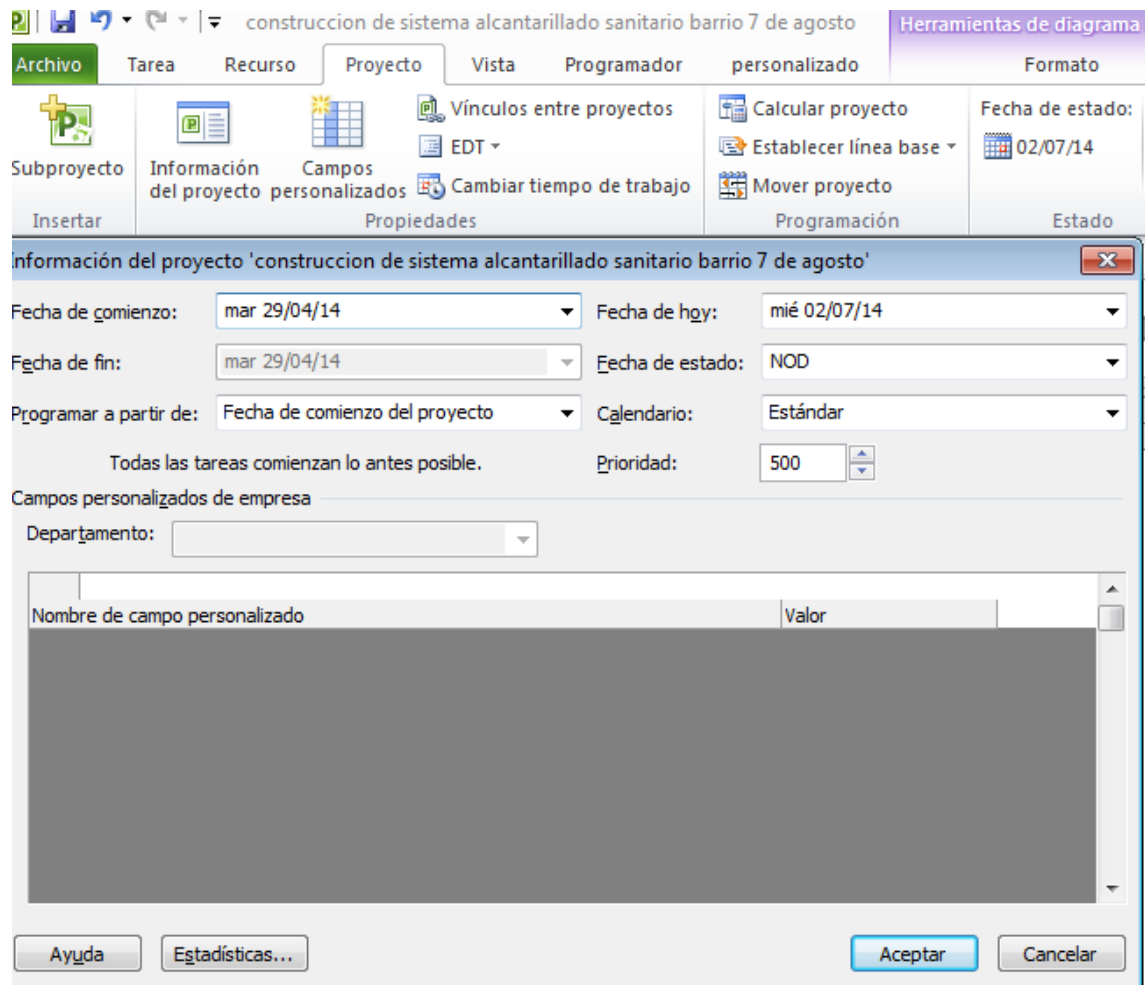 construccion de sistema alcantarillado sanitario barrio 7 de agosto Herramientas de diagrama
Archivo Tarea Recurso Proyecto Vista Programador personalizado Formato
Subproyecto
Información del proyecto
Campos personalizados
Vínculos entre proyectos
EDT
Cambiar tiempo de trabajo
Calcular proyecto
Establecer línea base
Mover proyecto
Fecha de estado:
02/07/14
Insertar Propiedades Programación Estado
Información del proyecto 'construccion de sistema alcantarillado sanitario barrio 7 de agosto'
Fecha de comienzo: mar 29/04/14 Fecha de hoy: mié 02/07/14
Fecha de fin: mar 29/04/14 Fecha de estado: NOD
Programar a partir de: Fecha de comienzo del proyecto Calendario: Estándar
Todas las tareas comienzan lo antes posible. Prioridad: 500
Campos personalizados de empresa
Departamento:
Nombre de campo personalizado Valor
Ayuda Estadísticas... Aceptar Cancelar